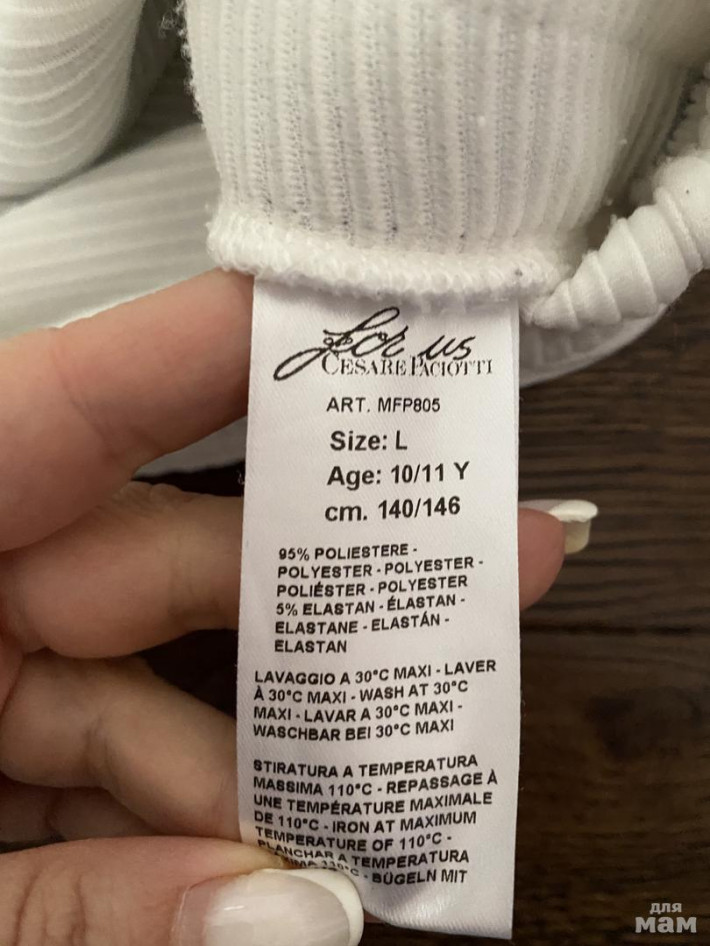 for us
CESARE PACIOTTI
ART. MFP805
Size: L
Age: 10/11 Y
cm. 140/146
95% POLIESTERE -
POLYESTER - POLYESTER -
POLIÉSTER - POLYESTER
5% ELASTAN - ÉLASTAN -
ELASTANE - ELASTÁN -
ELASTAN
LAVAGGIO A 30°C MAXI - LAVER
À 30°C MAXI - WASH AT 30°C
MAXI - LAVAR A 30°C MAXI -
WASCHBAR BEI 30°C MAXI
STIRATURA A TEMPERATURA
MASSIMA 110°C - REPASSAGE À
UNE TEMPÉRATURE MAXIMALE
DE 110°C - IRON AT MAXIMUM
TEMPERATURE OF 110°C -
PLANCHAR A TEMPERATURA
110°C - BÜGELN MIT
для
мам